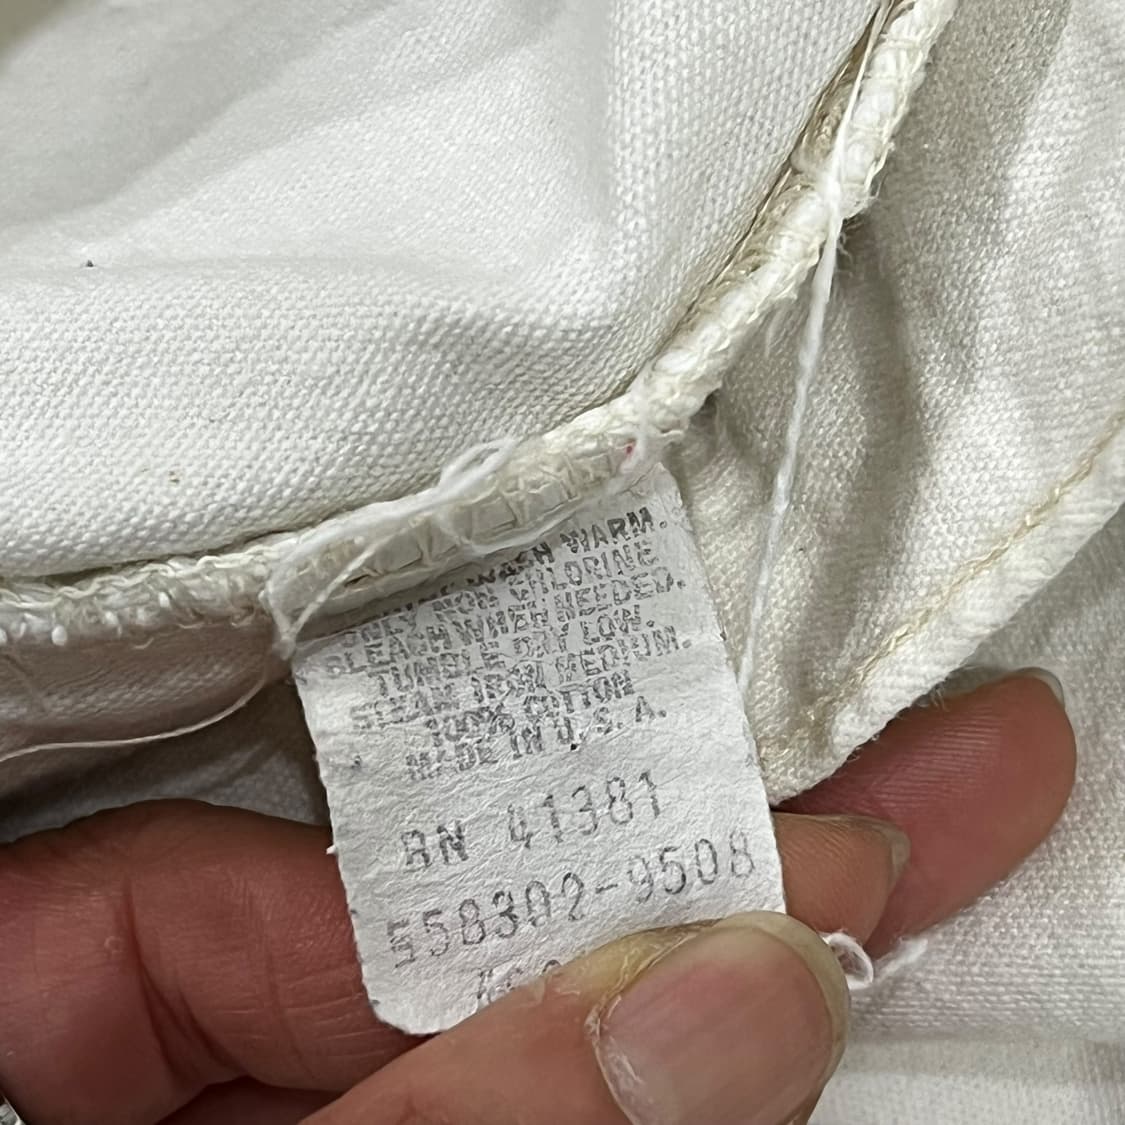 WASH WARM.
ONLY NON CHLORINE
BLEACH WHEN NEEDED.
TUMBLE DRY LOW.
STEAM IRON MEDIUM.
100% COTTON
MADE IN U. S. A.
RN 41381
558302-9508